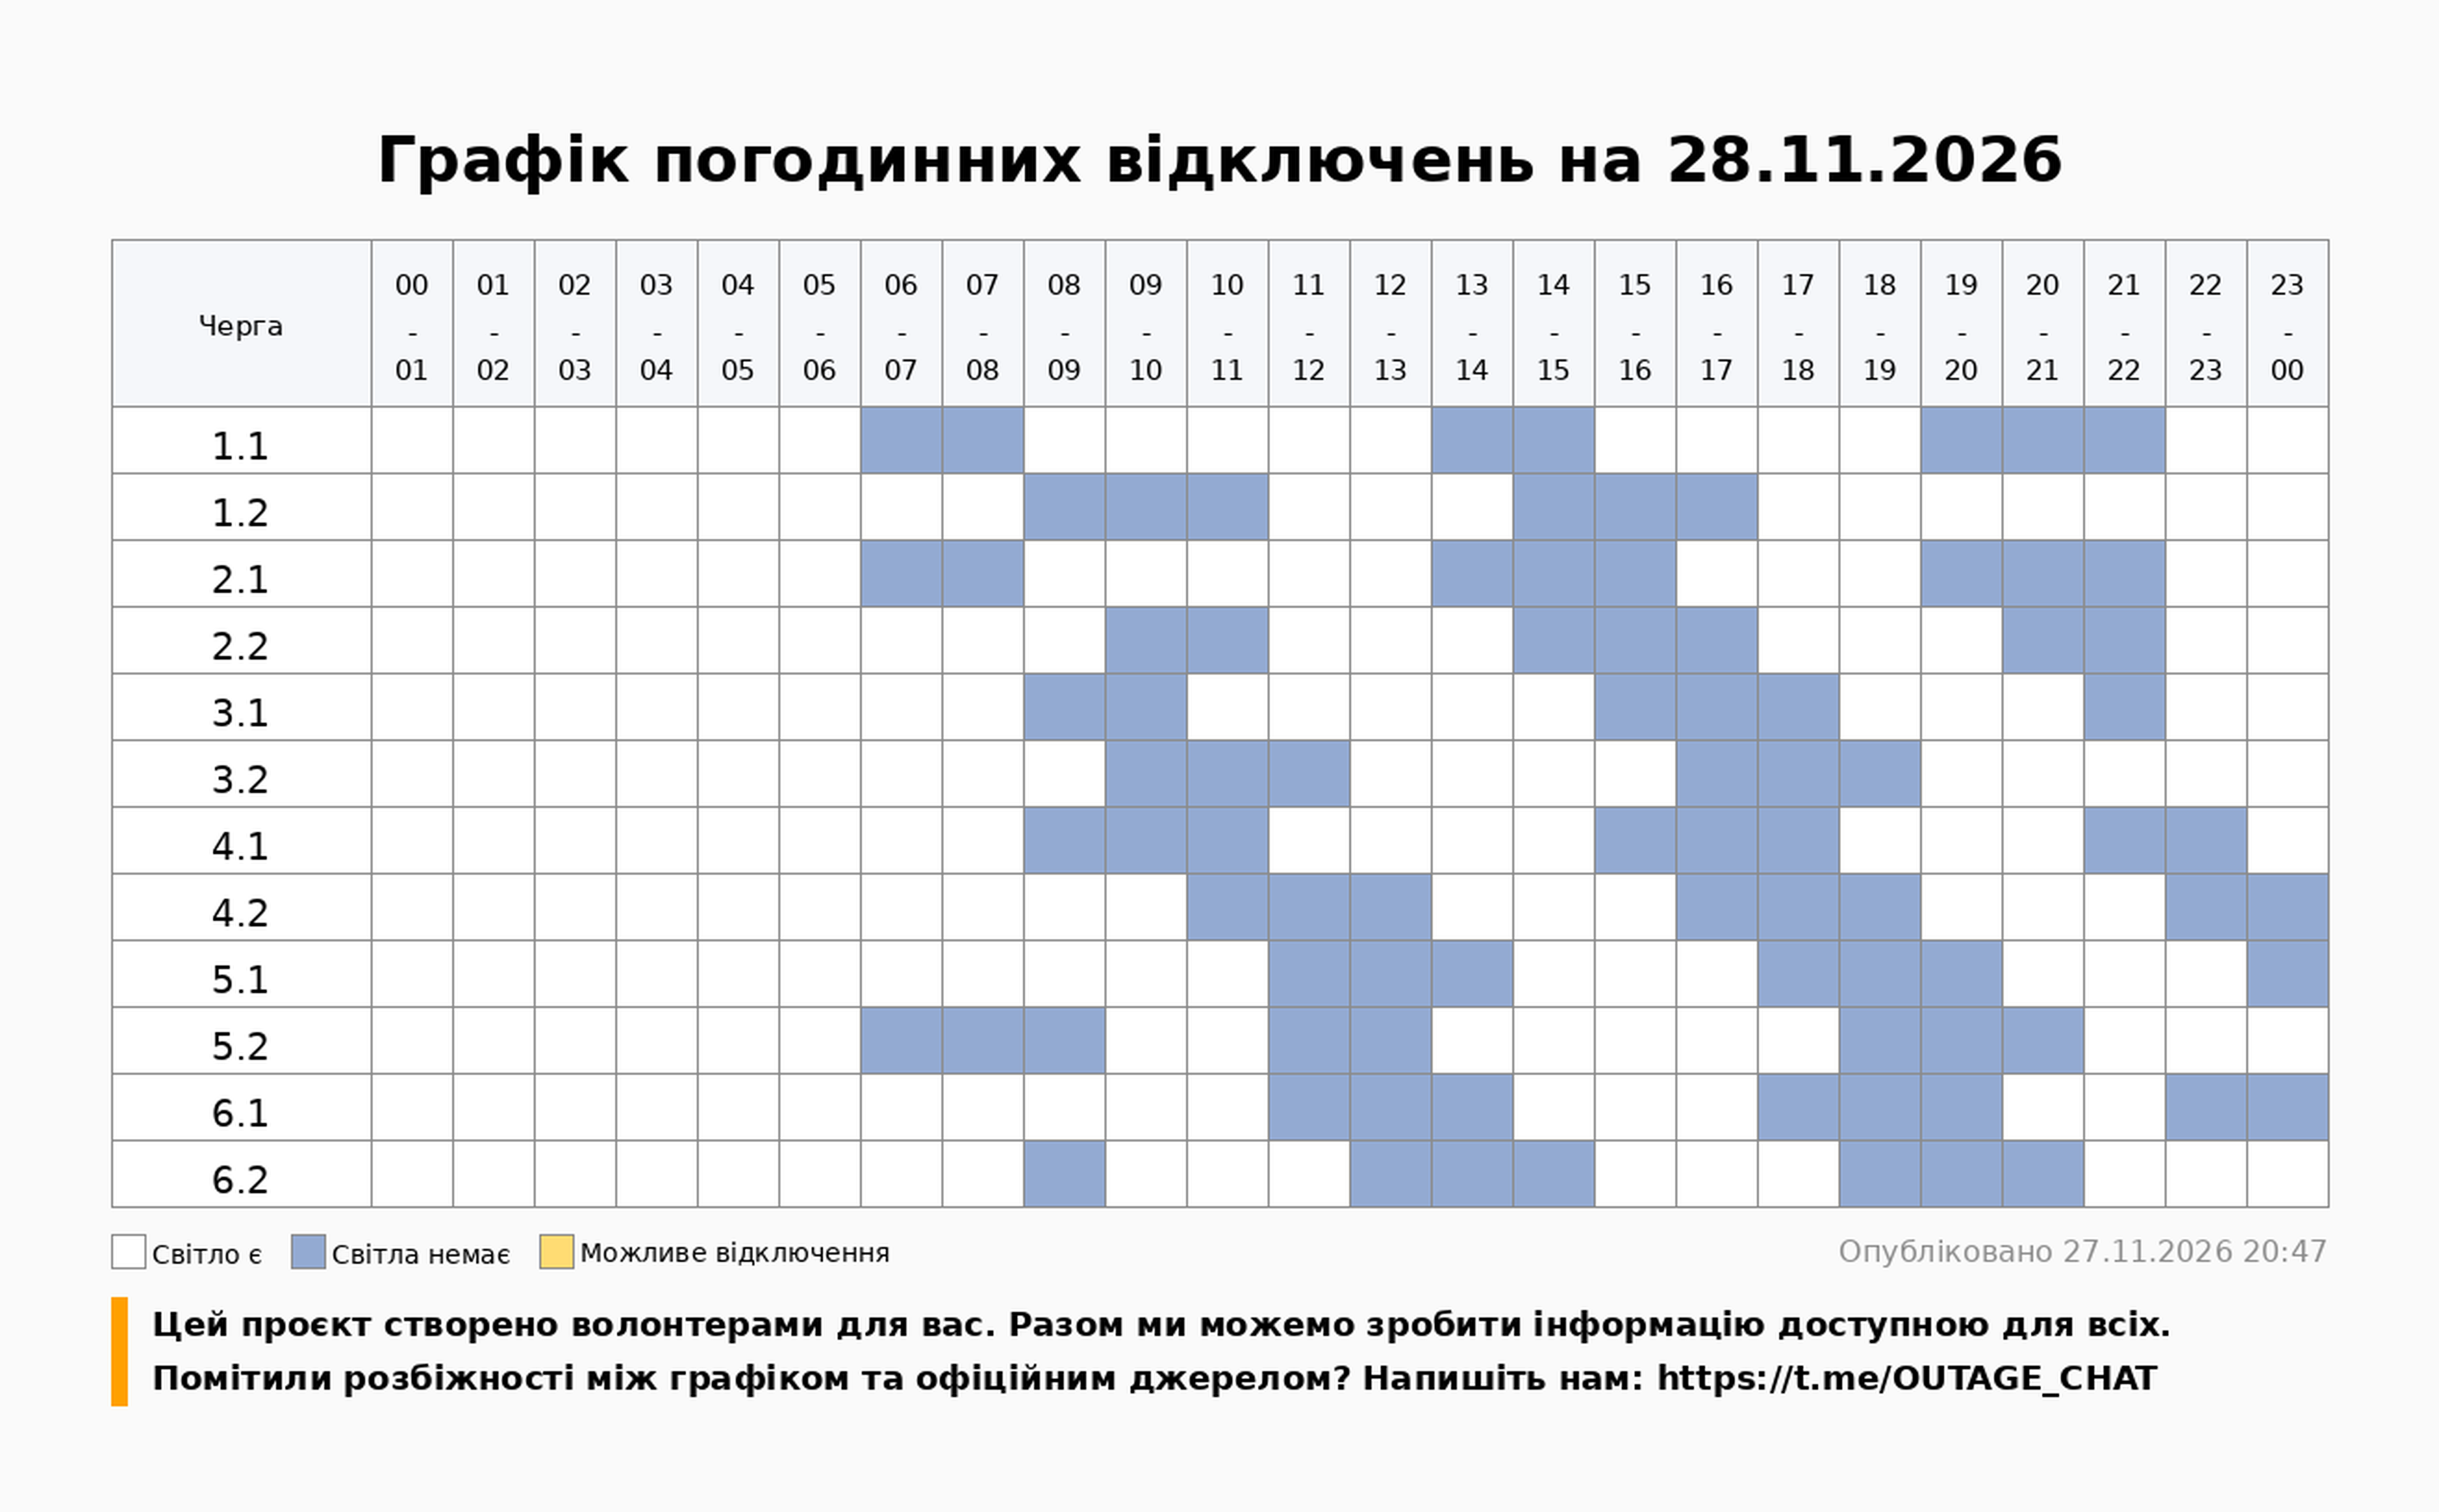 Графік погодинних відключень на 28.11.2026
Черга 00 - 01 01 - 02 02 - 03 03 - 04 04 - 05 05 - 06 06 - 07 07 - 08 08 - 09 09 - 10 10 - 11 11 - 12 12 - 13 13 - 14 14 - 15 15 - 16 16 - 17 17 - 18 18 - 19 19 - 20 20 - 21 21 - 22 22 - 23 23 - 00
1.1
1.2
2.1
2.2
3.1
3.2
4.1
4.2
5.1
5.2
6.1
6.2
Світло є Світла немає Можливе відключення Опубліковано 27.11.2026 20:47
Цей проєкт створено волонтерами для вас. Разом ми можемо зробити інформацію доступною для всіх.
Помітили розбіжності між графіком та офіційним джерелом? Напишіть нам: https://t.me/OUTAGE_CHAT